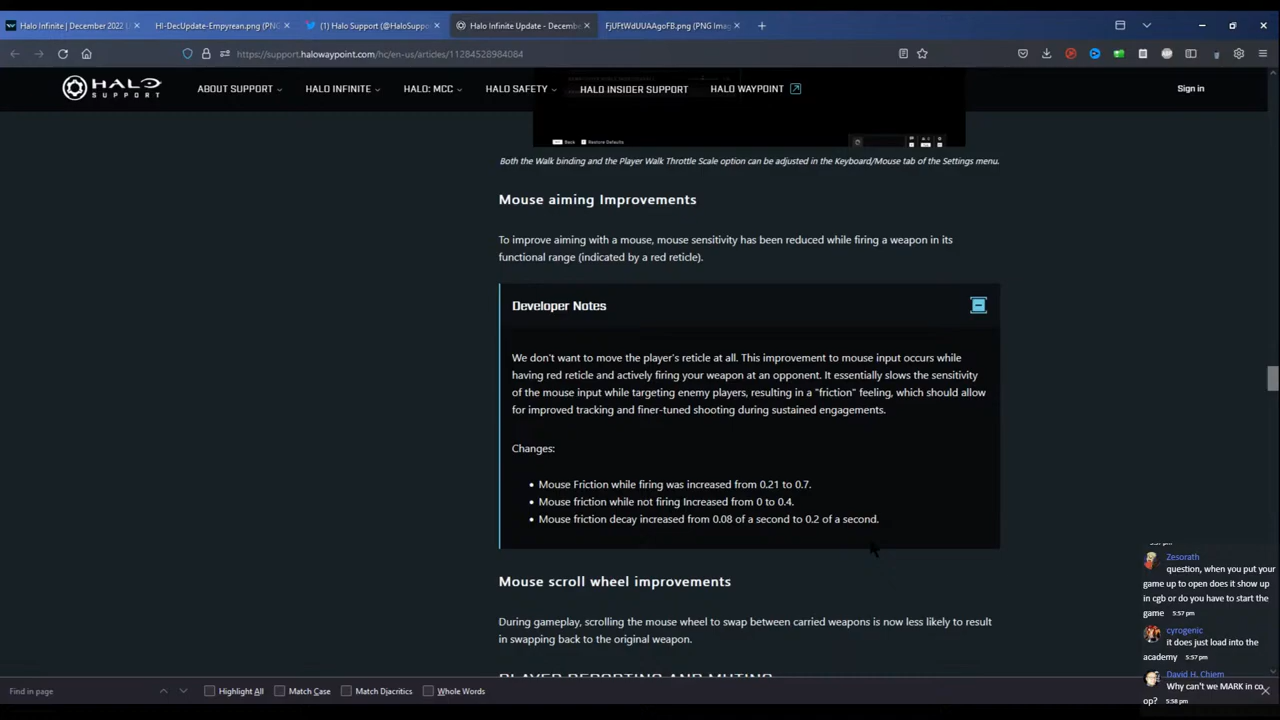 Halo Infinite | December 2022 U
HI-DecUpdate-Empyrean.png (PNG
(1) Halo Support (@HaloSuppo
Halo Infinite Update - Decembe
FjUFtWdUUAAgoFB.png (PNG Imag
https://support.halowaypoint.com/hc/en-us/articles/11284528984084
HALO
SUPPORT
ABOUT SUPPORT
HALO INFINITE
HALO: MCC
HALO SAFETY
HALO INSIDER SUPPORT
HALO WAYPOINT
Sign in
Back
Restore Defaults
Both the Walk binding and the Player Walk Throttle Scale option can be adjusted in the Keyboard/Mouse tab of the Settings menu.
Mouse aiming Improvements
To improve aiming with a mouse, mouse sensitivity has been reduced while firing a weapon in its
functional range (indicated by a red reticle).
Developer Notes
We don't want to move the player's reticle at all. This improvement to mouse input occurs while
having red reticle and actively firing your weapon at an opponent. It essentially slows the sensitivity
of the mouse input while targeting enemy players, resulting in a "friction" feeling, which should allow
for improved tracking and finer-tuned shooting during sustained engagements.
Changes:
• Mouse Friction while firing was increased from 0.21 to 0.7.
• Mouse friction while not firing Increased from 0 to 0.4.
• Mouse friction decay increased from 0.08 of a second to 0.2 of a second.
Mouse scroll wheel improvements
During gameplay, scrolling the mouse wheel to swap between carried weapons is now less likely to result
in swapping back to the original weapon.
PLAYER REPORTING AND MUTING
Zesorath
question, when you put your
game up to open does it show up
in cgb or do you have to start the
game 5:57 pm
cyrogenic
it does just load into the
academy 5:57 pm
David H. Chiem
Why can't we MARK in co
op? 5:58 pm
Find in page
Highlight All
Match Case
Match Diacritics
Whole Words